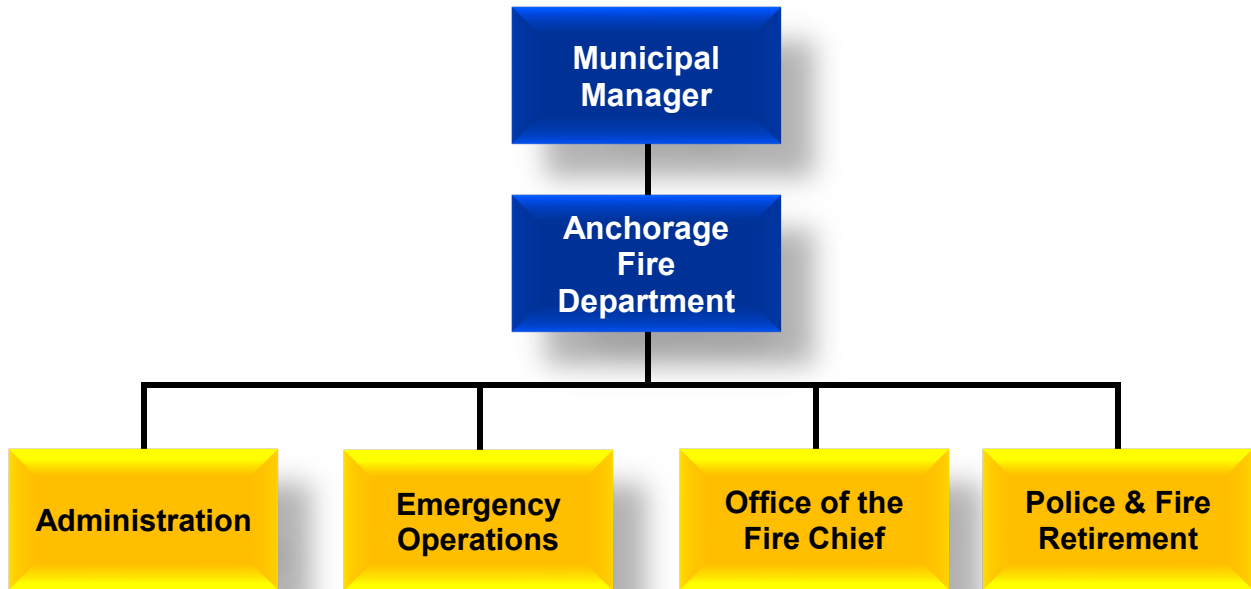 Municipal
Manager
Anchorage
Fire
Department
Administration
Emergency
Operations
Office of the
Fire Chief
Police & Fire
Retirement